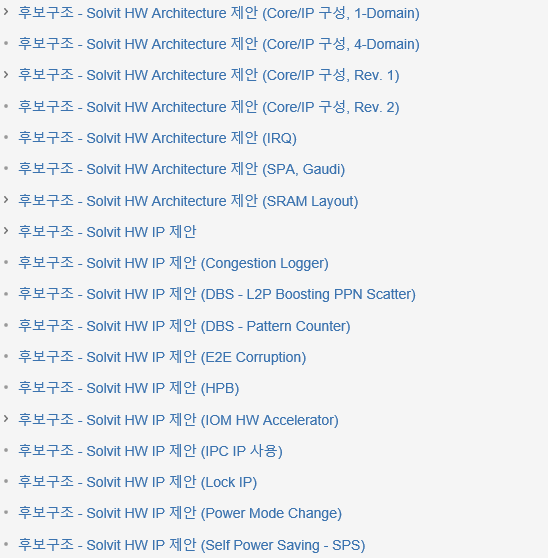 후보구조 - Solvit HW Architecture 제안 (Core/IP 구성, 1-Domain)
후보구조 - Solvit HW Architecture 제안 (Core/IP 구성, 4-Domain)
후보구조 - Solvit HW Architecture 제안 (Core/IP 구성, Rev. 1)
후보구조 - Solvit HW Architecture 제안 (Core/IP 구성, Rev. 2)
후보구조 - Solvit HW Architecture 제안 (IRQ)
후보구조 - Solvit HW Architecture 제안 (SPA, Gaudi)
후보구조 - Solvit HW Architecture 제안 (SRAM Layout)
후보구조 - Solvit HW IP 제안
후보구조 - Solvit HW IP 제안 (Congestion Logger)
후보구조 - Solvit HW IP 제안 (DBS - L2P Boosting PPN Scatter)
후보구조 - Solvit HW IP 제안 (DBS - Pattern Counter)
후보구조 - Solvit HW IP 제안 (E2E Corruption)
후보구조 - Solvit HW IP 제안 (HPB)
후보구조 - Solvit HW IP 제안 (IOM HW Accelerator)
후보구조 - Solvit HW IP 제안 (IPC IP 사용)
후보구조 - Solvit HW IP 제안 (Lock IP)
후보구조 - Solvit HW IP 제안 (Power Mode Change)
후보구조 - Solvit HW IP 제안 (Self Power Saving - SPS)